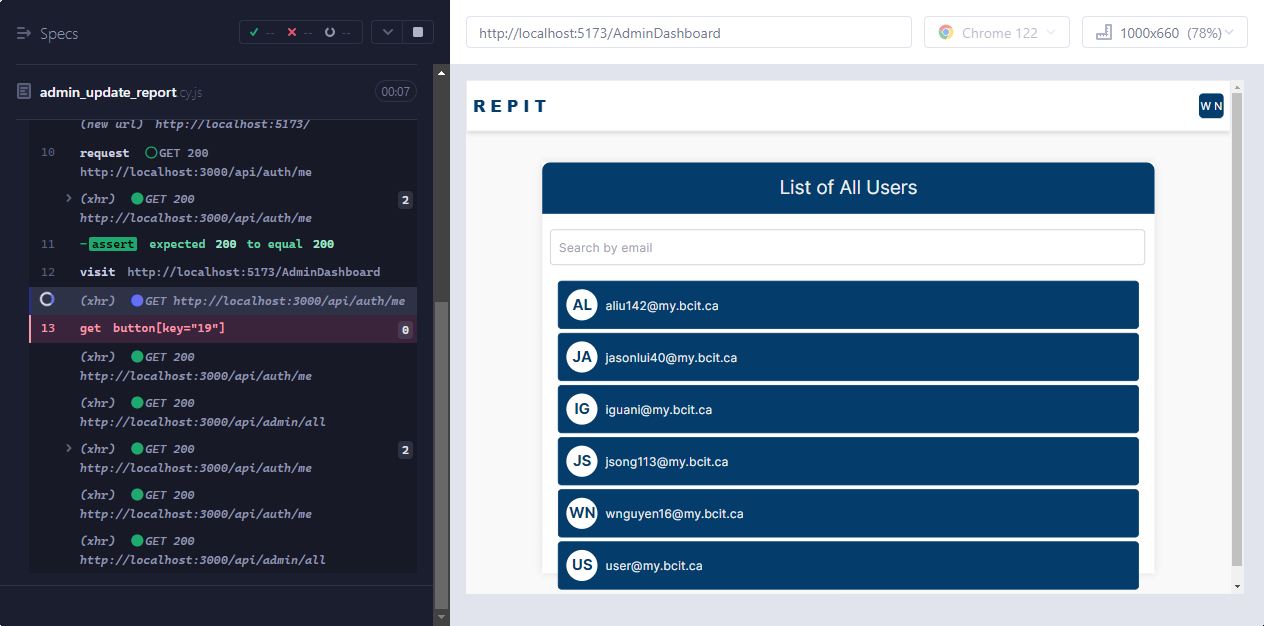 Specs
-- -- --
admin_update_report cy.js 00:07
(new url) http://localhost:5173/
10 request GET 200
http://localhost:3000/api/auth/me
(xhr) GET 200 2
http://localhost:3000/api/auth/me
11 -assert expected 200 to equal 200
12 visit http://localhost:5173/AdminDashboard
(xhr) GET http://localhost:3000/api/auth/me
13 get button[key="19"] 0
(xhr) GET 200
http://localhost:3000/api/auth/me
(xhr) GET 200
http://localhost:3000/api/admin/all
(xhr) GET 200 2
http://localhost:3000/api/auth/me
(xhr) GET 200
http://localhost:3000/api/auth/me
(xhr) GET 200
http://localhost:3000/api/admin/all
http://localhost:5173/AdminDashboard Chrome 122 1000x660 (78%)
REPIT WN
List of All Users
Search by email
AL aliu142@my.bcit.ca
JA jasonlui40@my.bcit.ca
IG iguani@my.bcit.ca
JS jsong113@my.bcit.ca
WN wnguyen16@my.bcit.ca
US user@my.bcit.ca